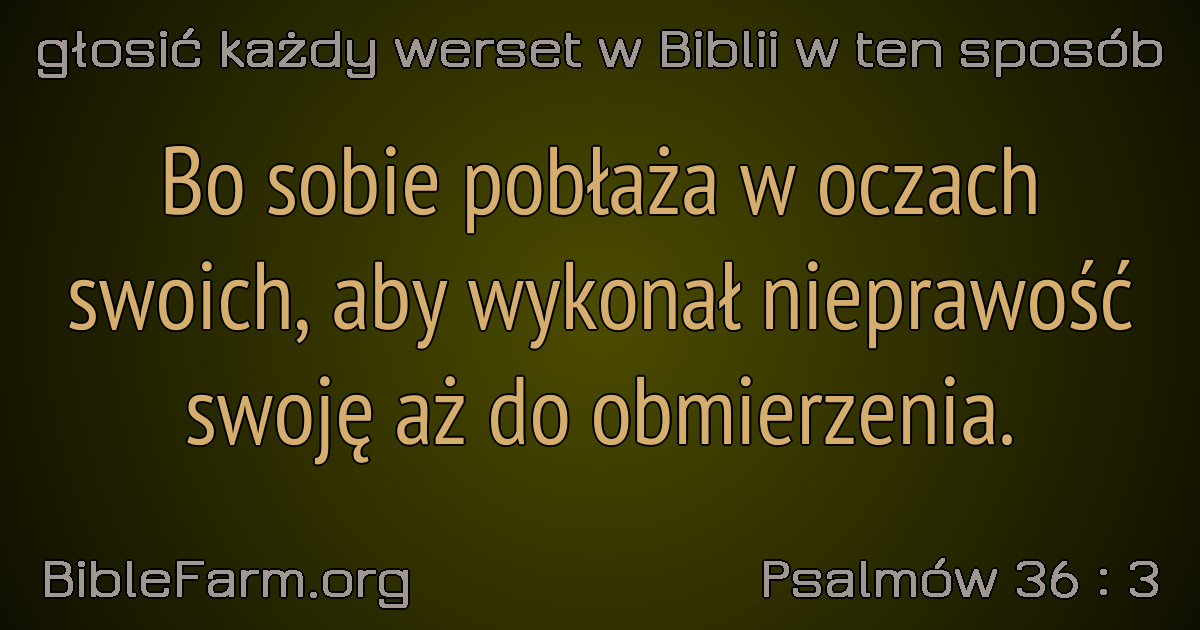 głosić każdy werset w Biblii w ten sposób
Bo sobie pobłaża w oczach
swoich, aby wykonał nieprawość
swoję aż do obmierzenia.
BibleFarm.org
Psalmów 36 : 3